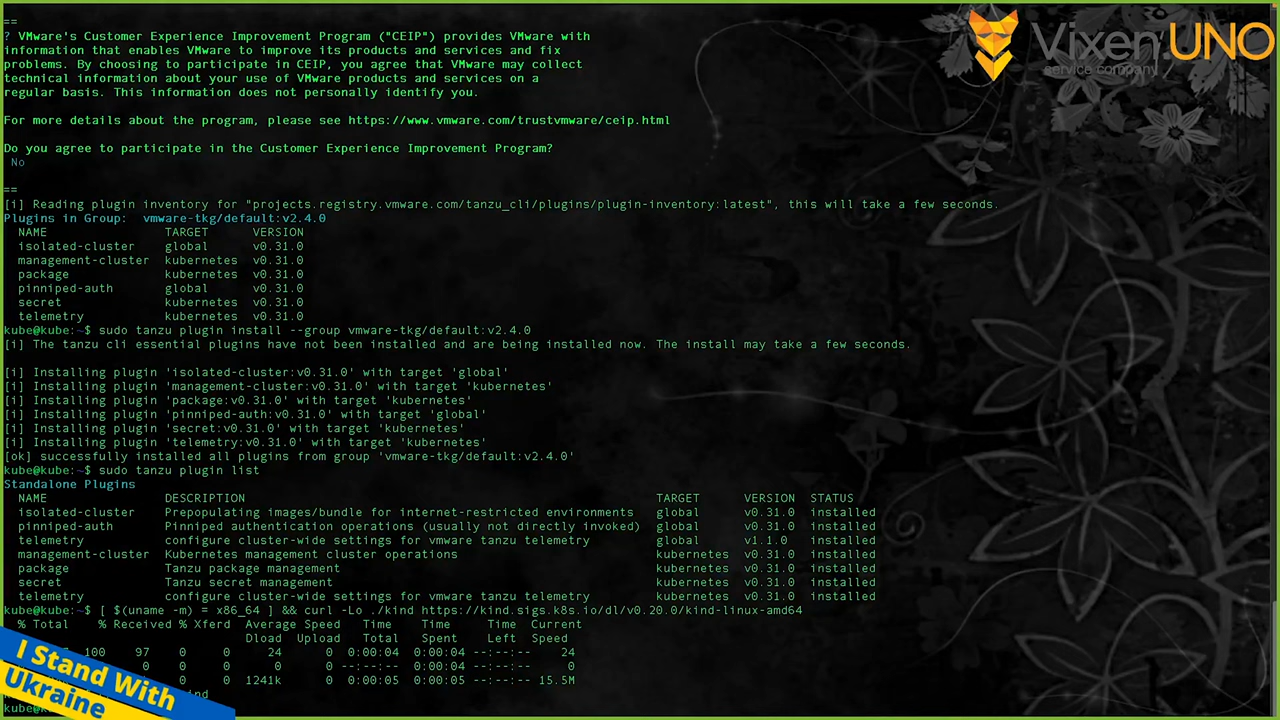 ==
? VMware's Customer Experience Improvement Program ("CEIP") provides VMware with
information that enables VMware to improve its products and services and fix
problems. By choosing to participate in CEIP, you agree that VMware may collect
technical information about your use of VMware products and services on a
regular basis. This information does not personally identify you.
For more details about the program, please see https://www.vmware.com/trustvmware/ceip.html
Do you agree to participate in the Customer Experience Improvement Program?
No
==
[i] Reading plugin inventory for "projects.registry.vmware.com/tanzu_cli/plugins/plugin-inventory:latest", this will take a few seconds.
Plugins in Group:  vmware-tkg/default:v2.4.0
NAME TARGET VERSION
isolated-cluster global v0.31.0
management-cluster kubernetes v0.31.0
package kubernetes v0.31.0
pinniped-auth global v0.31.0
secret kubernetes v0.31.0
telemetry kubernetes v0.31.0
kube@kube:~$ sudo tanzu plugin install --group vmware-tkg/default:v2.4.0
[i] The tanzu cli essential plugins have not been installed and are being installed now. The install may take a few seconds.
[i] Installing plugin 'isolated-cluster:v0.31.0' with target 'global'
[i] Installing plugin 'management-cluster:v0.31.0' with target 'kubernetes'
[i] Installing plugin 'package:v0.31.0' with target 'kubernetes'
[i] Installing plugin 'pinniped-auth:v0.31.0' with target 'global'
[i] Installing plugin 'secret:v0.31.0' with target 'kubernetes'
[i] Installing plugin 'telemetry:v0.31.0' with target 'kubernetes'
[ok] successfully installed all plugins from group 'vmware-tkg/default:v2.4.0'
kube@kube:~$ sudo tanzu plugin list
Standalone Plugins
NAME DESCRIPTION TARGET VERSION STATUS
isolated-cluster Prepopulating images/bundle for internet-restricted environments global v0.31.0 installed
pinniped-auth Pinniped authentication operations (usually not directly invoked) global v0.31.0 installed
telemetry configure cluster-wide settings for vmware tanzu telemetry global v1.1.0 installed
management-cluster Kubernetes management cluster operations kubernetes v0.31.0 installed
package Tanzu package management kubernetes v0.31.0 installed
secret Tanzu secret management kubernetes v0.31.0 installed
telemetry configure cluster-wide settings for vmware tanzu telemetry kubernetes v0.31.0 installed
kube@kube:~$ [ $(uname -m) = x86_64 ] && curl -Lo ./kind https://kind.sigs.k8s.io/dl/v0.20.0/kind-linux-amd64
% Total % Received % Xferd Average Speed Time Time Time Current
Dload Upload Total Spent Left Speed
100 97 0 0 24 0 0:00:04 0:00:04 --:--:-- 24
0 0 0 0 0 --:--:-- 0:00:04 --:--:-- 0
0 0 1241k 0 0:00:05 0:00:05 --:--:-- 15.5M
Vixen UNO
service company
I Stand With
Ukraine